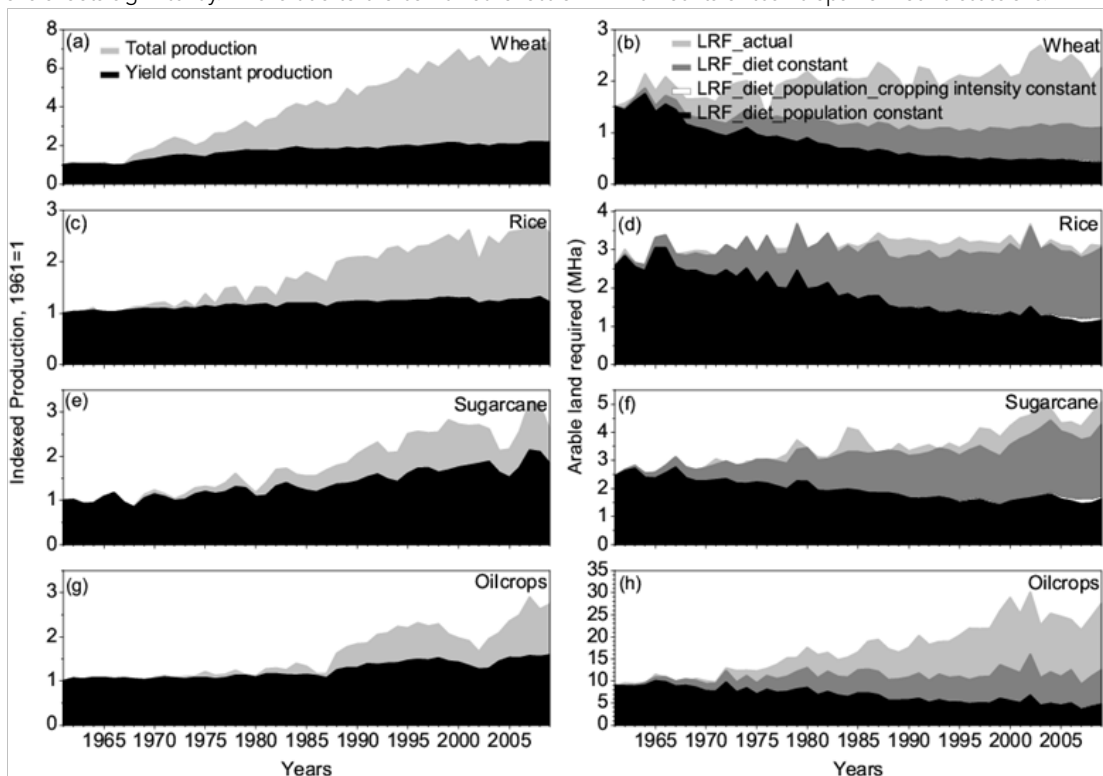 (a)
Wheat
Total production
Yield constant production
8
6
4
2
0
(b)
Wheat
LRF_actual
LRF_diet constant
LRF_diet_population_cropping intensity constant
LRF_diet_population constant
3
2
1
0
(c)
Rice
3
2
1
0
(d)
Rice
4
3
2
1
0
(e)
Sugarcane
3
2
1
0
(f)
Sugarcane
5
4
3
2
1
0
(g)
Oilcrops
3
2
1
0
(h)
Oilcrops
35
30
25
20
15
10
5
0
Indexed Production, 1961=1
Arable land required (MHa)
1965 1970 1975 1980 1985 1990 1995 2000 2005
1965 1970 1975 1980 1985 1990 1995 2000 2005
Years
Years